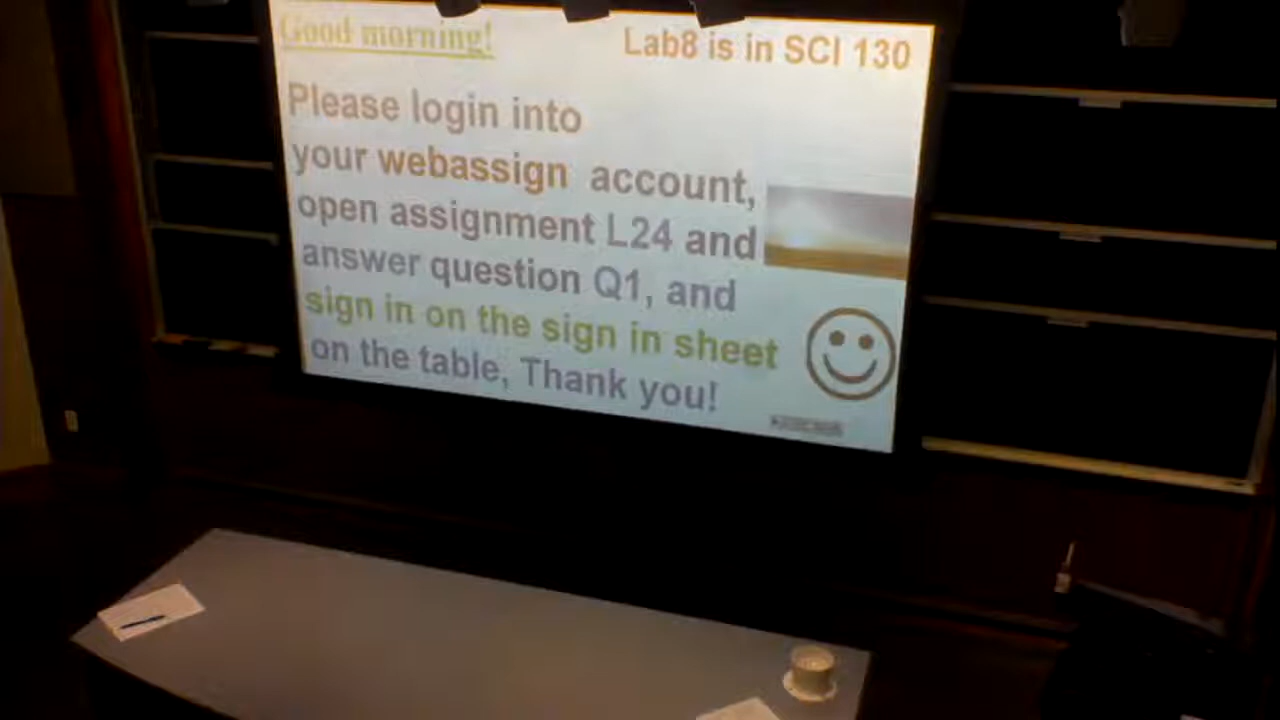 Good morning!
Lab8 is in SCI 130
Please login into
your webassign account,
open assignment L24 and
answer question Q1, and
sign in on the sign in sheet
on the table, Thank you!